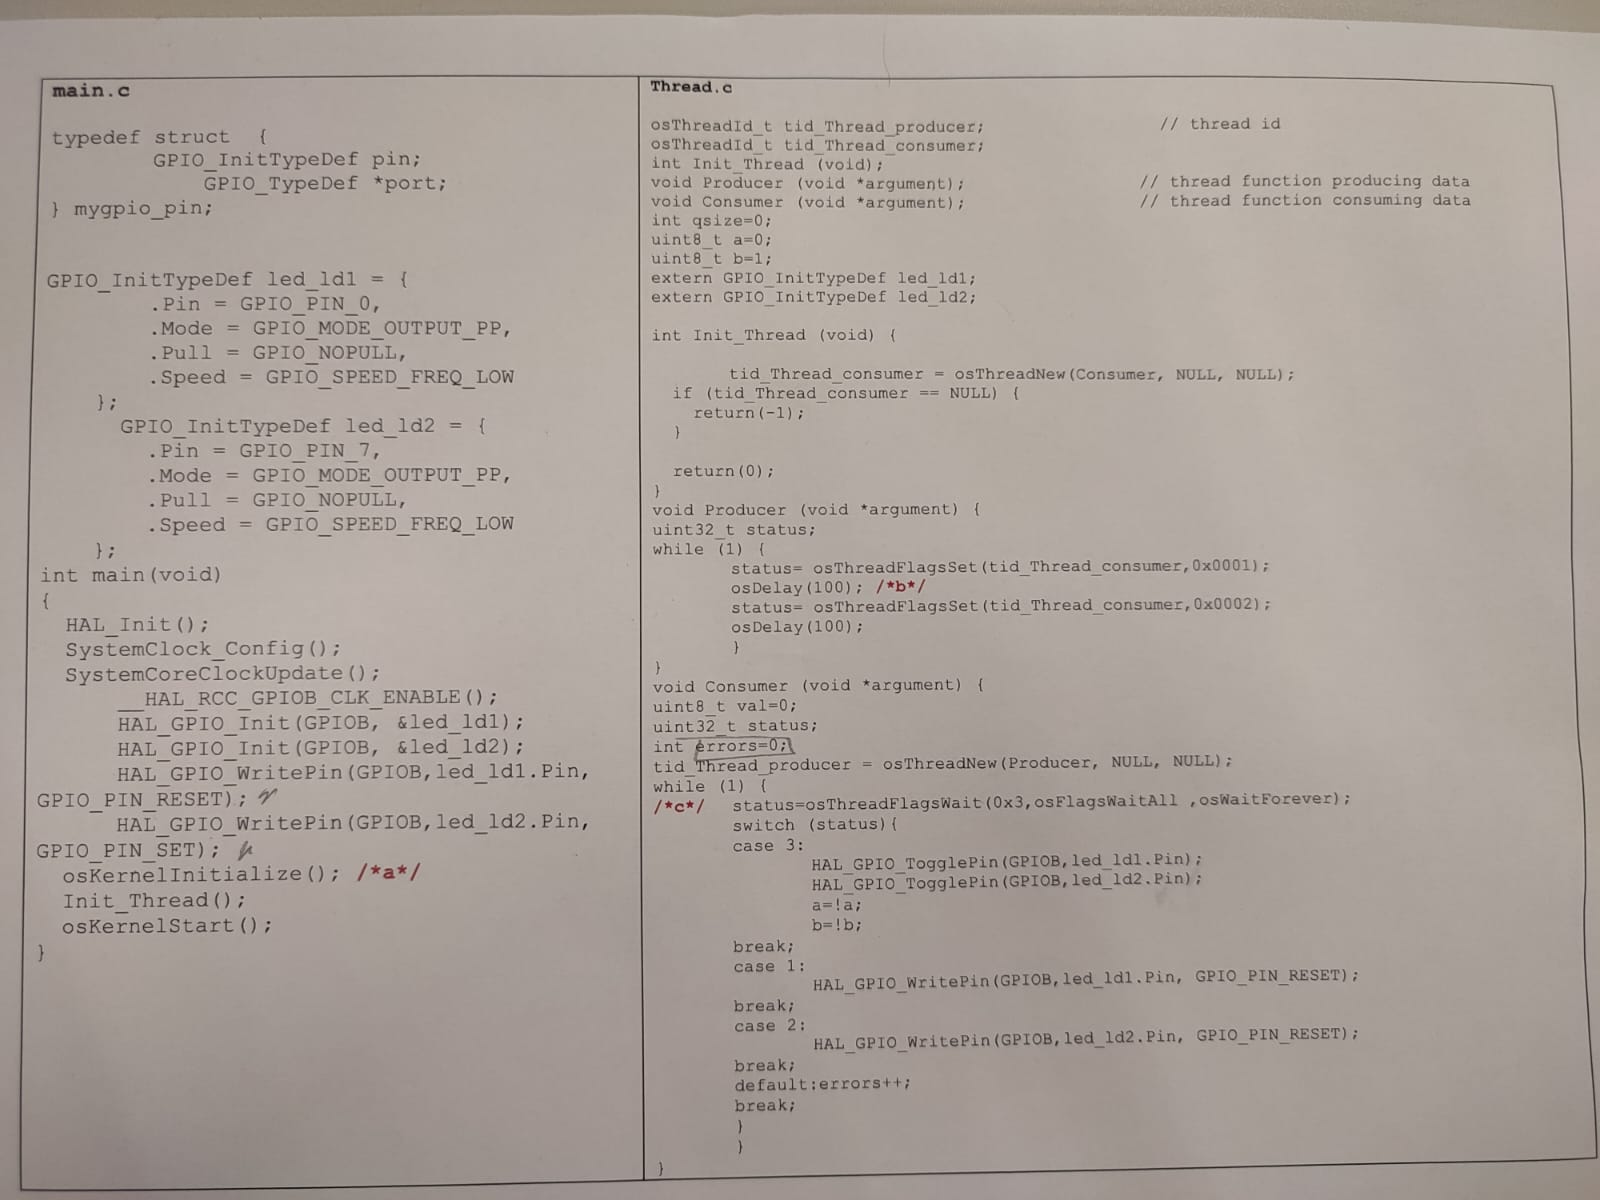 main.c
typedef struct  {
GPIO_InitTypeDef pin;
GPIO_TypeDef *port;
} mygpio_pin;
GPIO_InitTypeDef led_ld1 = {
.Pin = GPIO_PIN_0,
.Mode = GPIO_MODE_OUTPUT_PP,
.Pull = GPIO_NOPULL,
.Speed = GPIO_SPEED_FREQ_LOW
};
GPIO_InitTypeDef led_ld2 = {
.Pin = GPIO_PIN_7,
.Mode = GPIO_MODE_OUTPUT_PP,
.Pull = GPIO_NOPULL,
.Speed = GPIO_SPEED_FREQ_LOW
};
int main(void)
{
HAL_Init();
SystemClock_Config();
SystemCoreClockUpdate();
__HAL_RCC_GPIOB_CLK_ENABLE();
HAL_GPIO_Init(GPIOB, &led_ld1);
HAL_GPIO_Init(GPIOB, &led_ld2);
HAL_GPIO_WritePin(GPIOB,led_ld1.Pin,
GPIO_PIN_RESET);
HAL_GPIO_WritePin(GPIOB,led_ld2.Pin,
GPIO_PIN_SET);
osKernelInitialize(); /*a*/
Init_Thread();
osKernelStart();
}
Thread.c
osThreadId_t tid_Thread_producer; // thread id
osThreadId_t tid_Thread_consumer;
int Init_Thread (void);
void Producer (void *argument); // thread function producing data
void Consumer (void *argument); // thread function consuming data
int qsize=0;
uint8_t a=0;
uint8_t b=1;
extern GPIO_InitTypeDef led_ld1;
extern GPIO_InitTypeDef led_ld2;
int Init_Thread (void) {
tid_Thread_consumer = osThreadNew(Consumer, NULL, NULL);
if (tid_Thread_consumer == NULL) {
return(-1);
}
return(0);
}
void Producer (void *argument) {
uint32_t status;
while (1) {
status= osThreadFlagsSet(tid_Thread_consumer,0x0001);
osDelay(100); /*b*/
status= osThreadFlagsSet(tid_Thread_consumer,0x0002);
osDelay(100);
}
}
void Consumer (void *argument) {
uint8_t val=0;
uint32_t status;
int errors=0;
tid_Thread_producer = osThreadNew(Producer, NULL, NULL);
while (1) {
/*c*/ status=osThreadFlagsWait(0x3,osFlagsWaitAll ,osWaitForever);
switch (status){
case 3:
HAL_GPIO_TogglePin(GPIOB,led_ld1.Pin);
HAL_GPIO_TogglePin(GPIOB,led_ld2.Pin);
a=!a;
b=!b;
break;
case 1:
HAL_GPIO_WritePin(GPIOB,led_ld1.Pin, GPIO_PIN_RESET);
break;
case 2:
HAL_GPIO_WritePin(GPIOB,led_ld2.Pin, GPIO_PIN_RESET);
break;
default:errors++;
break;
}
}
}